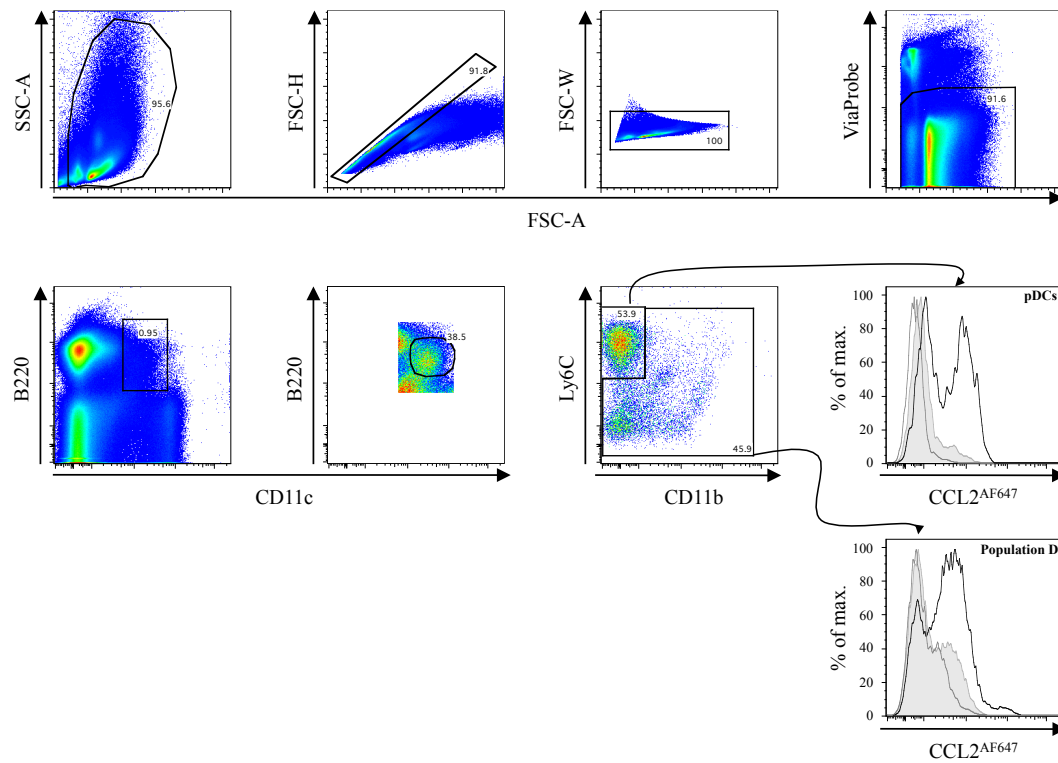 SSC-A
95.6
FSC-H
91.8
FSC-W
100
ViaProbe
91.6
FSC-A
B220
0.95
B220
38.5
Ly6C
53.9
45.9
% of max.
100
80
60
40
20
0
pDCs
CD11c
CD11b
CCL2AF647
% of max.
100
80
60
40
20
0
Population D
CCL2AF647